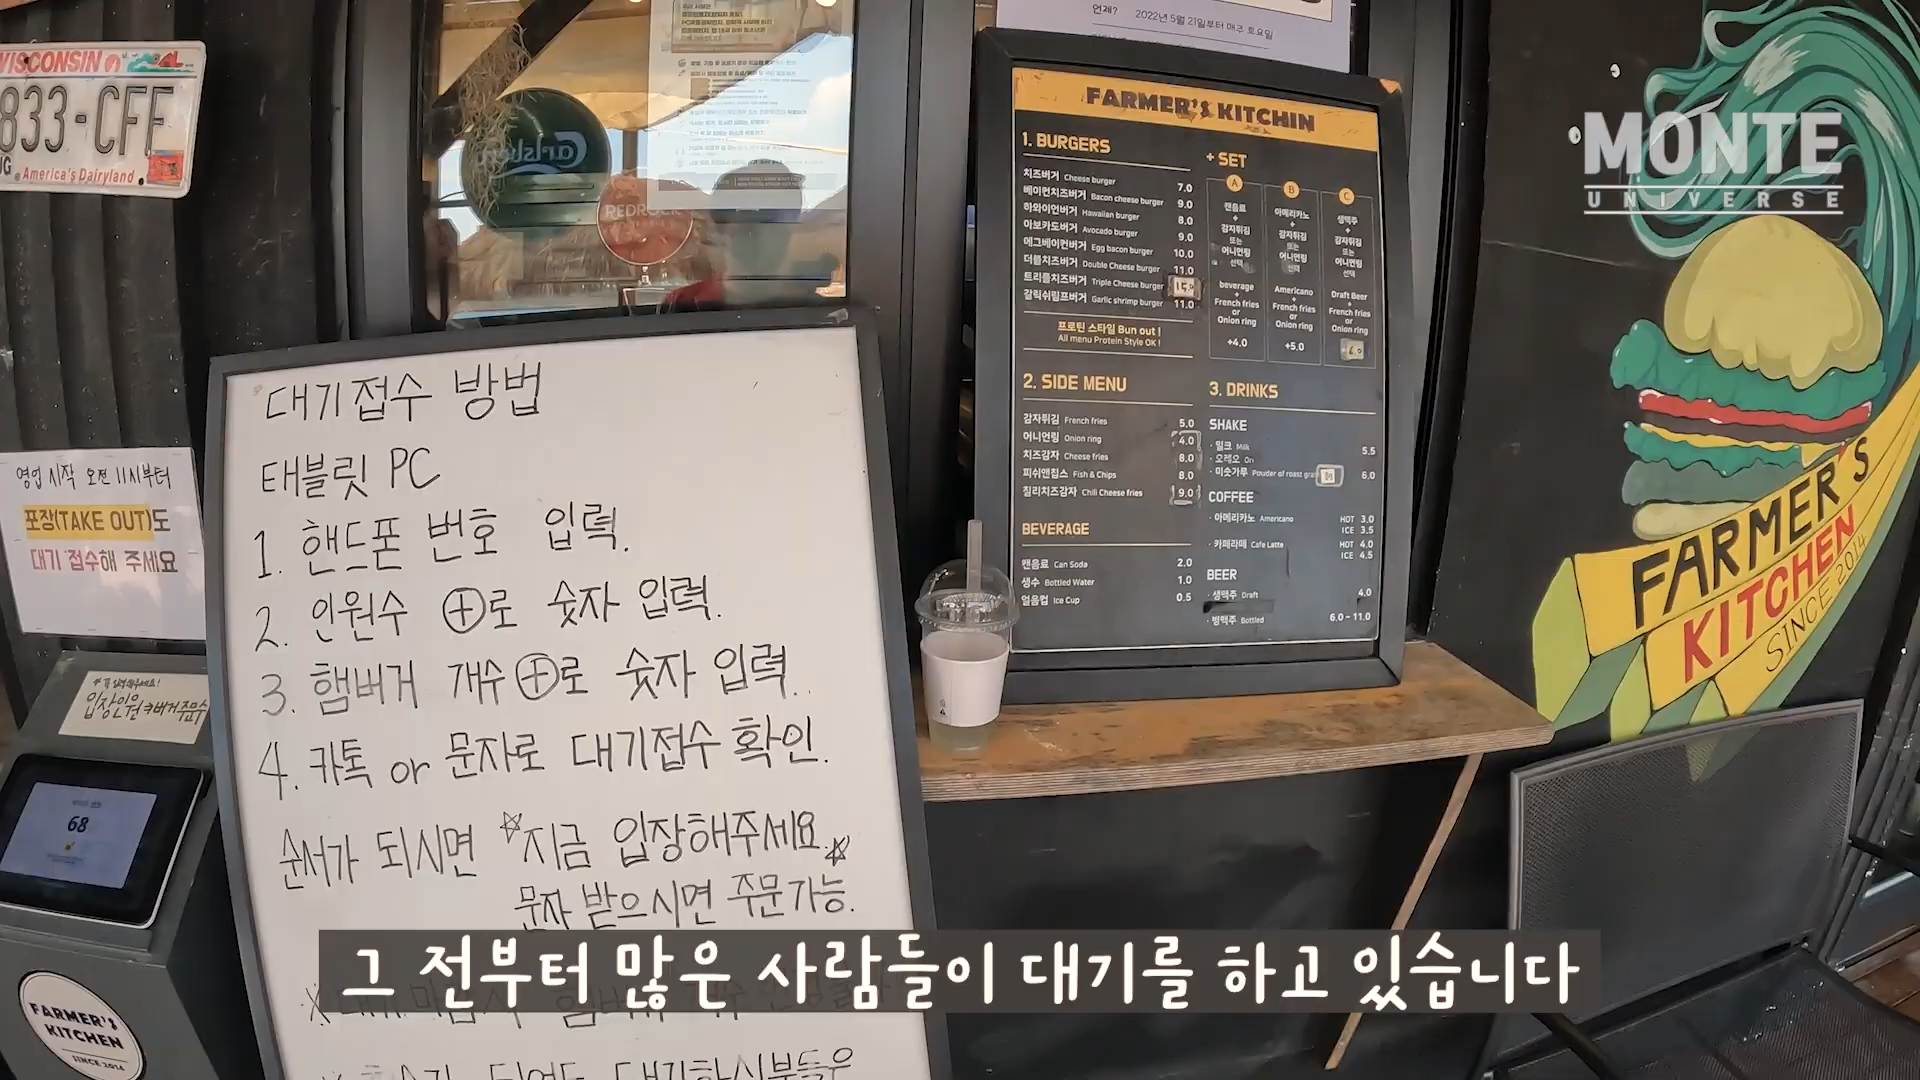 WISCONSIN
833-CFF
America's Dairyland
Carlsberg
REDROCK
언제? 2022년 5월 21일부터 매주 토요일
MONTE
UNIVERSE
FARMER'S KITCHIN
1. BURGERS
치즈버거 Cheese burger 7.0
베이컨치즈버거 Bacon cheese burger 9.0
하와이언버거 Hawaiian burger 8.0
아보카도버거 Avocado burger 9.0
에그베이컨버거 Egg bacon burger 10.0
더블치즈버거 Double Cheese burger 11.0
트리플치즈버거 Triple Cheese burger 15.0
갈릭쉬림프버거 Garlic shrimp burger 11.0
프로틴 스타일 Bun out !
All menu Protein Style OK !
+ SET
A
캔음료
+
감자튀김
또는
어니언링
선택
beverage
+
French fries
or
Onion ring
+4.0
B
아메리카노
+
감자튀김
또는
어니언링
선택
Americano
+
French fries
or
Onion ring
+5.0
C
생맥주
+
감자튀김
또는
어니언링
선택
Draft Beer
+
French fries
or
Onion ring
2. SIDE MENU
감자튀김 French fries 5.0
어니언링 Onion ring 4.0
치즈감자 Cheese fries 8.0
피쉬앤칩스 Fish & Chips 8.0
칠리치즈감자 Chili Cheese fries 9.0
BEVERAGE
캔음료 Can Soda 2.0
생수 Bottled Water 1.0
얼음컵 Ice Cup 0.5
3. DRINKS
SHAKE
· 밀크 Milk 5.5
· 오레오
· 미숫가루 Powder of roast 6.0
COFFEE
· 아메리카노 Americano HOT 3.0
ICE 3.5
· 카페라떼 Cafe Latte HOT 4.0
ICE 4.5
BEER
· 생맥주 Draft 4.0
· 병맥주 Bottled 6.0 - 11.0
FARMER'S
KITCHEN
SINCE 2014
영업 시작 오전 11시부터
포장(TAKE OUT)도
대기 접수해 주세요
입장인원 #버거주문수
68
FARMER'S
KITCHEN
SINCE 2014
대기접수 방법
태블릿 PC
1. 핸드폰 번호 입력.
2. 인원수 ⊕로 숫자 입력.
3. 햄버거 개수 ⊕로 숫자 입력.
4. 카톡 or 문자로 대기접수 확인.
순서가 되시면 ☆지금 입장해주세요.☆
문자 받으시면 주문가능.
그 전부터 많은 사람들이 대기를 하고 있습니다